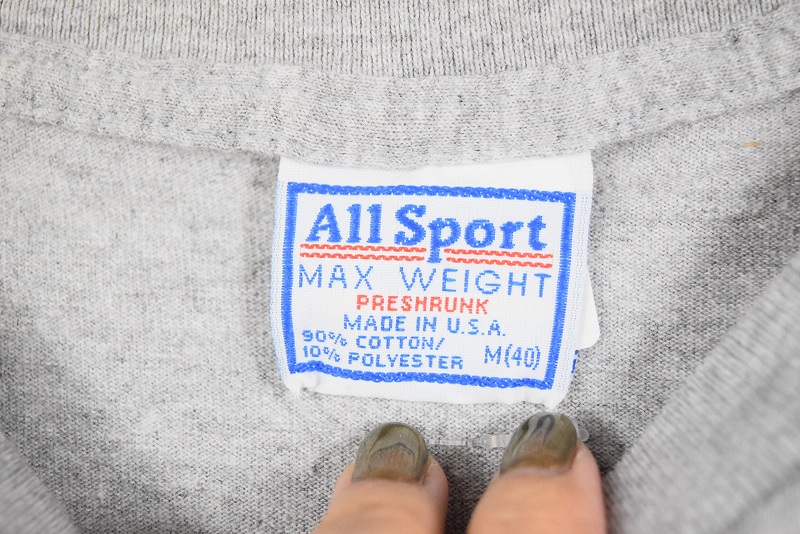 All Sport
MAX WEIGHT
PRESHRUNK
MADE IN U.S.A.
90% COTTON/
10% POLYESTER M(40)